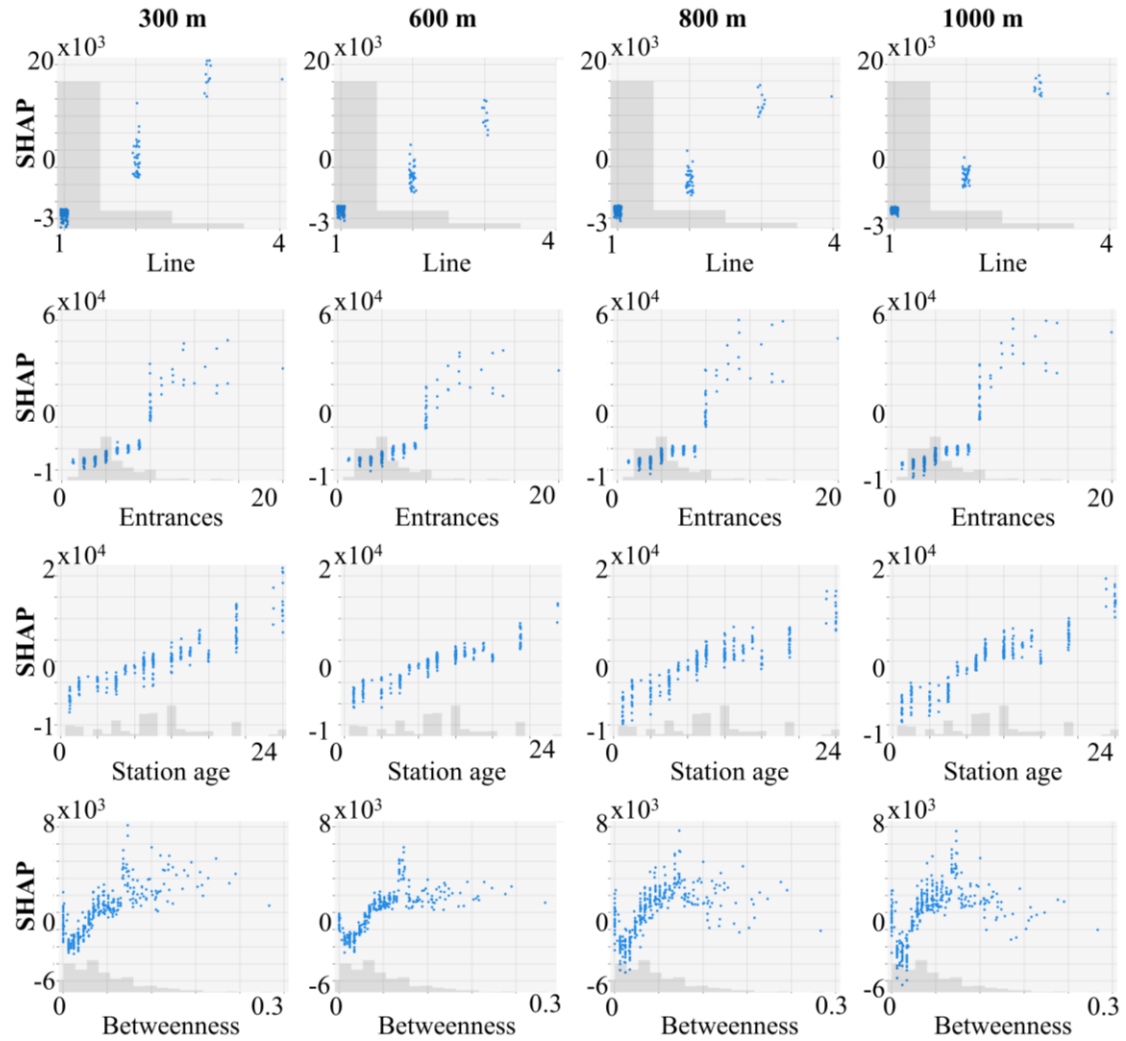 300 m 600 m 800 m 1000 m
x10³ x10³ x10³ x10³
20 20 20 20
SHAP
0 0 0 0
-3 -3 -3 -3
1 4 1 4 1 4 1 4
Line Line Line Line
x10⁴ x10⁴ x10⁴ x10⁴
6 6 6 6
SHAP
0 0 0 0
-1 -1 -1 -1
0 20 0 20 0 20 0 20
Entrances Entrances Entrances Entrances
x10⁴ x10⁴ x10⁴ x10⁴
2 2 2 2
SHAP
0 0 0 0
-1 -1 -1 -1
0 24 0 24 0 24 0 24
Station age Station age Station age Station age
x10³ x10³ x10³ x10³
8 8 8 8
SHAP
0 0 0 0
-6 -6 -6 -6
0 0.3 0 0.3 0 0.3 0 0.3
Betweenness Betweenness Betweenness Betweenness